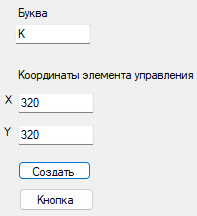 Буква
K
Координаты элемента управления
X 320
Y 320
Создать
Кнопка